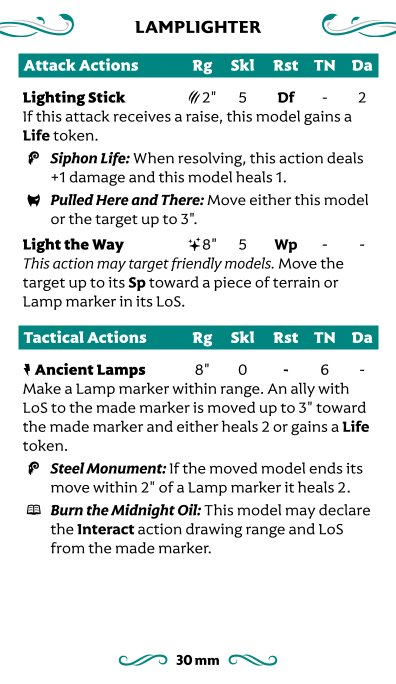 LAMPLIGHTER
Attack Actions Rg Skl Rst TN Da
Lighting Stick 2" 5 Df - 2
If this attack receives a raise, this model gains a
Life token.
Siphon Life: When resolving, this action deals
+1 damage and this model heals 1.
Pulled Here and There: Move either this model
or the target up to 3".
Light the Way 8" 5 Wp - -
This action may target friendly models. Move the
target up to its Sp toward a piece of terrain or
Lamp marker in its LoS.
Tactical Actions Rg Skl Rst TN Da
Ancient Lamps 8" 0 - 6 -
Make a Lamp marker within range. An ally with
LoS to the made marker is moved up to 3" toward
the made marker and either heals 2 or gains a Life
token.
Steel Monument: If the moved model ends its
move within 2" of a Lamp marker it heals 2.
Burn the Midnight Oil: This model may declare
the Interact action drawing range and LoS
from the made marker.
30 mm